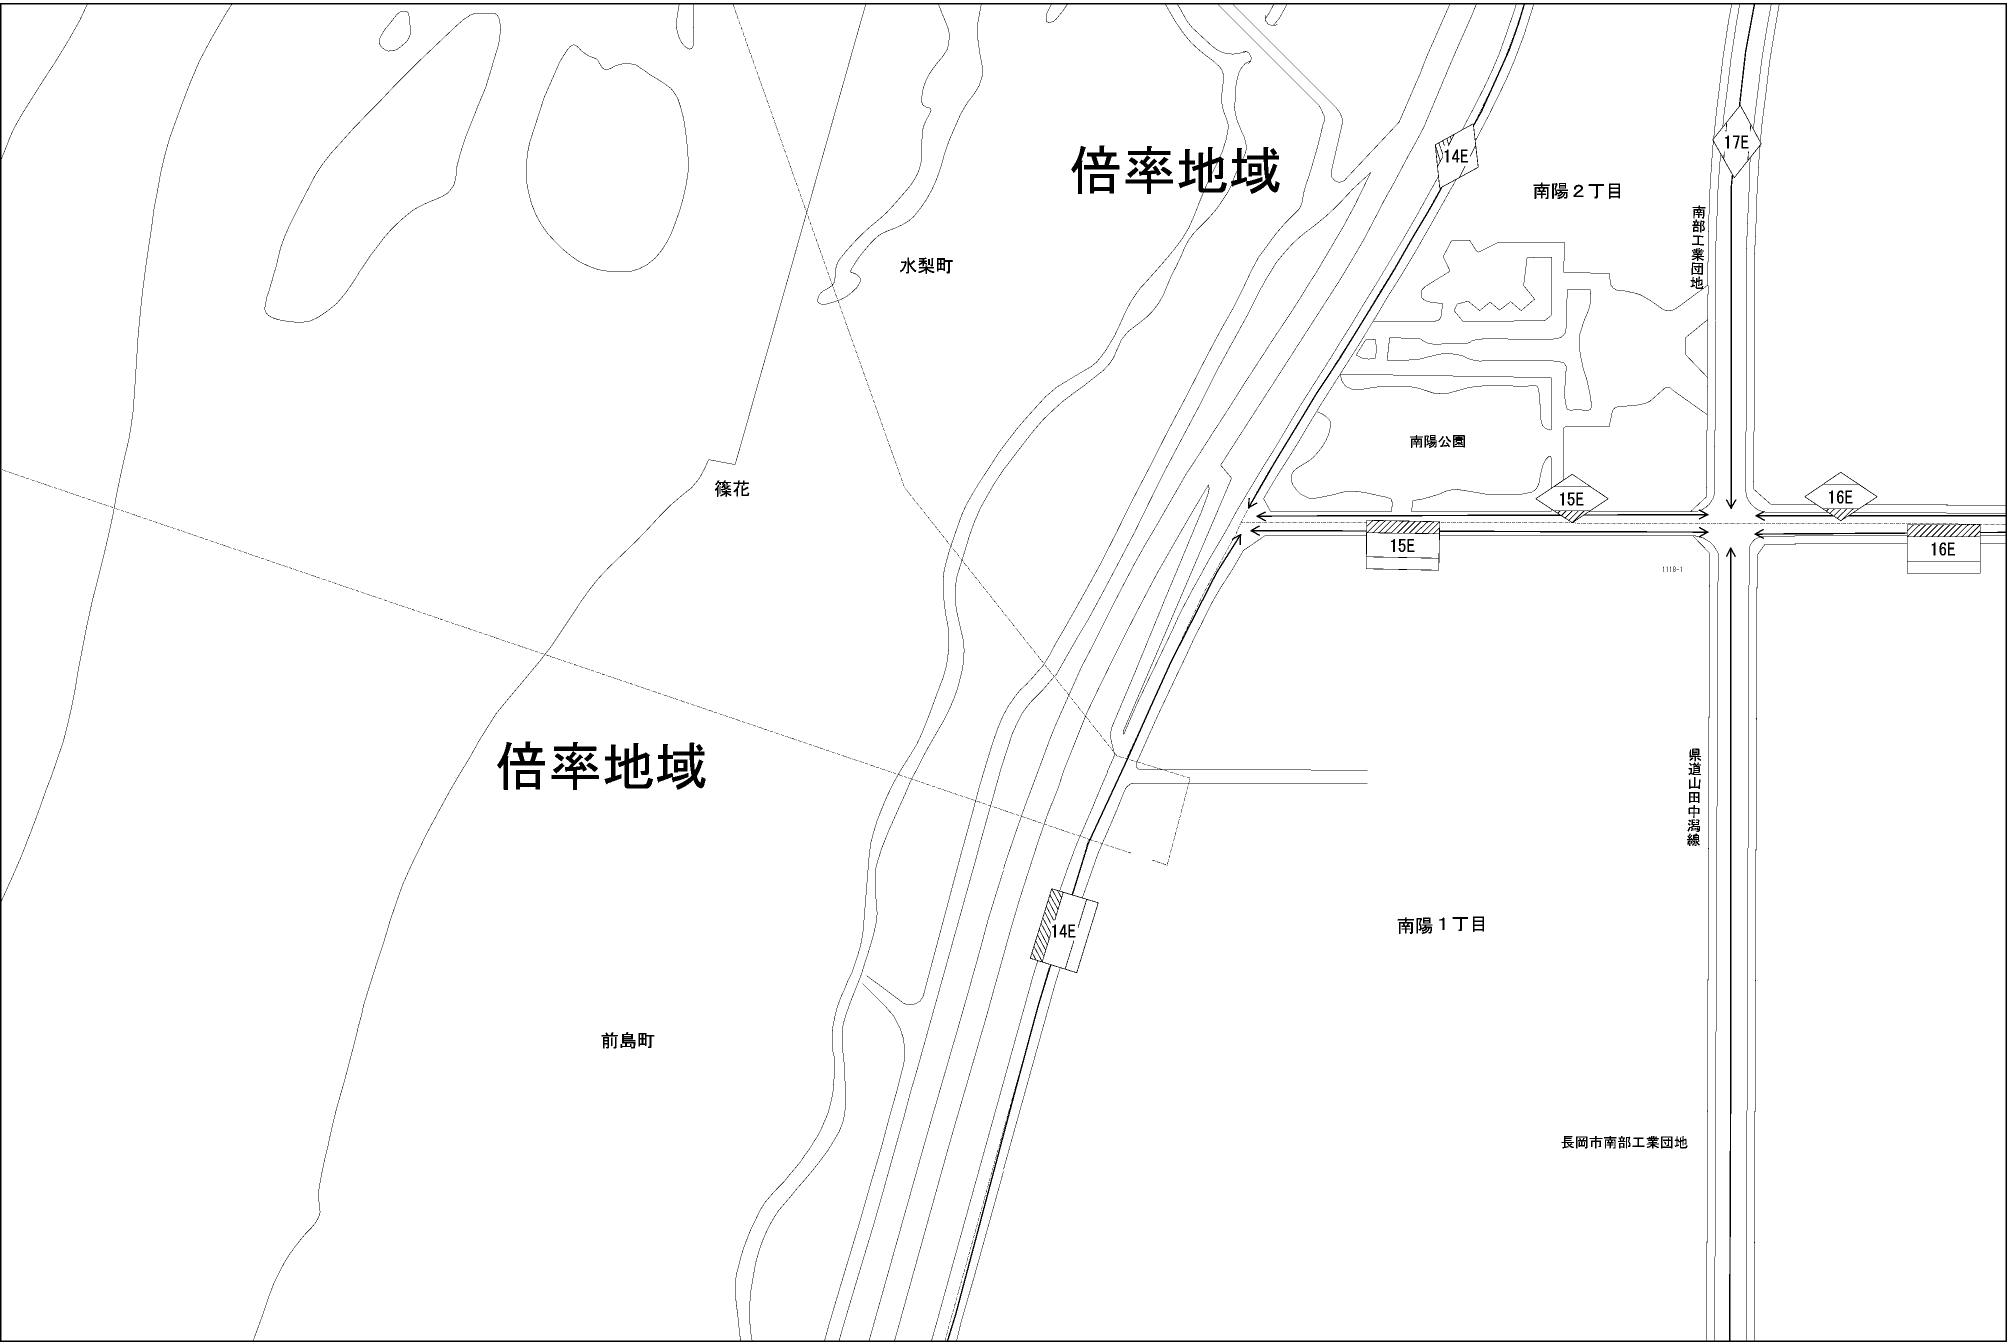 倍率地域
14E
17E
南陽２丁目
南部工業団地
水梨町
南陽公園
篠花
15E
16E
15E
16E
1118-1
倍率地域
県道山田中潟線
14E
南陽１丁目
前島町
長岡市南部工業団地